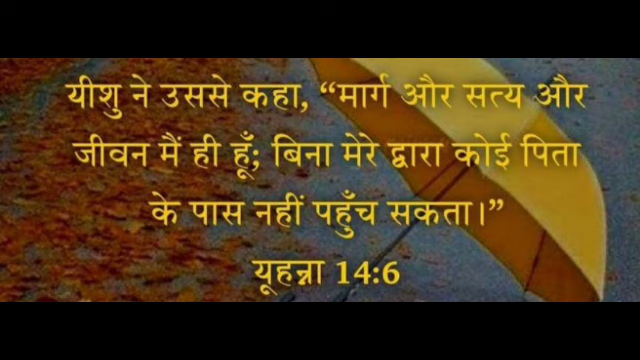 यीशु ने उससे कहा, “मार्ग और सत्य और
जीवन मैं ही हूँ; बिना मेरे द्वारा कोई पिता
के पास नहीं पहुँच सकता।”
यूहन्ना 14:6